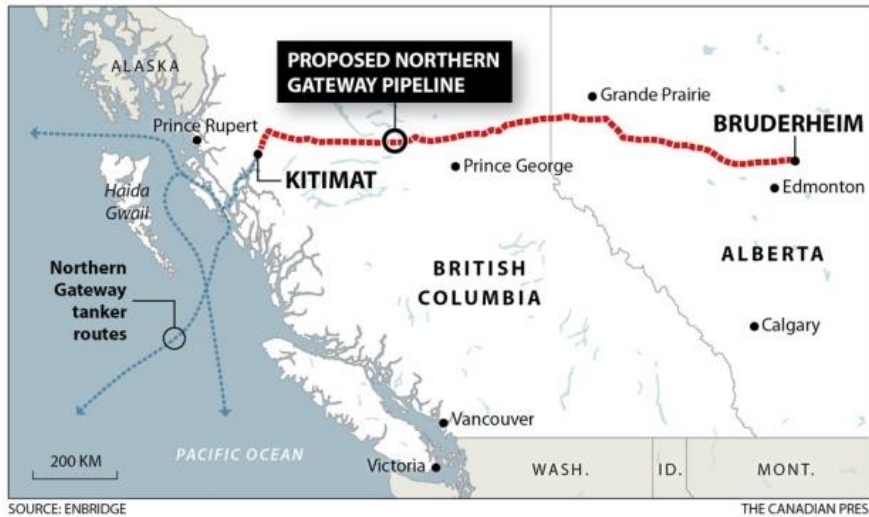 ALASKA
PROPOSED NORTHERN
GATEWAY PIPELINE
Grande Prairie
Prince Rupert
BRUDERHEIM
KITIMAT
Prince George
Edmonton
Haida
Gwaii
Northern
Gateway
tanker
routes
BRITISH
COLUMBIA
ALBERTA
Calgary
Vancouver
PACIFIC OCEAN
200 KM
Victoria
WASH.
ID.
MONT.
SOURCE: ENBRIDGE
THE CANADIAN PRES